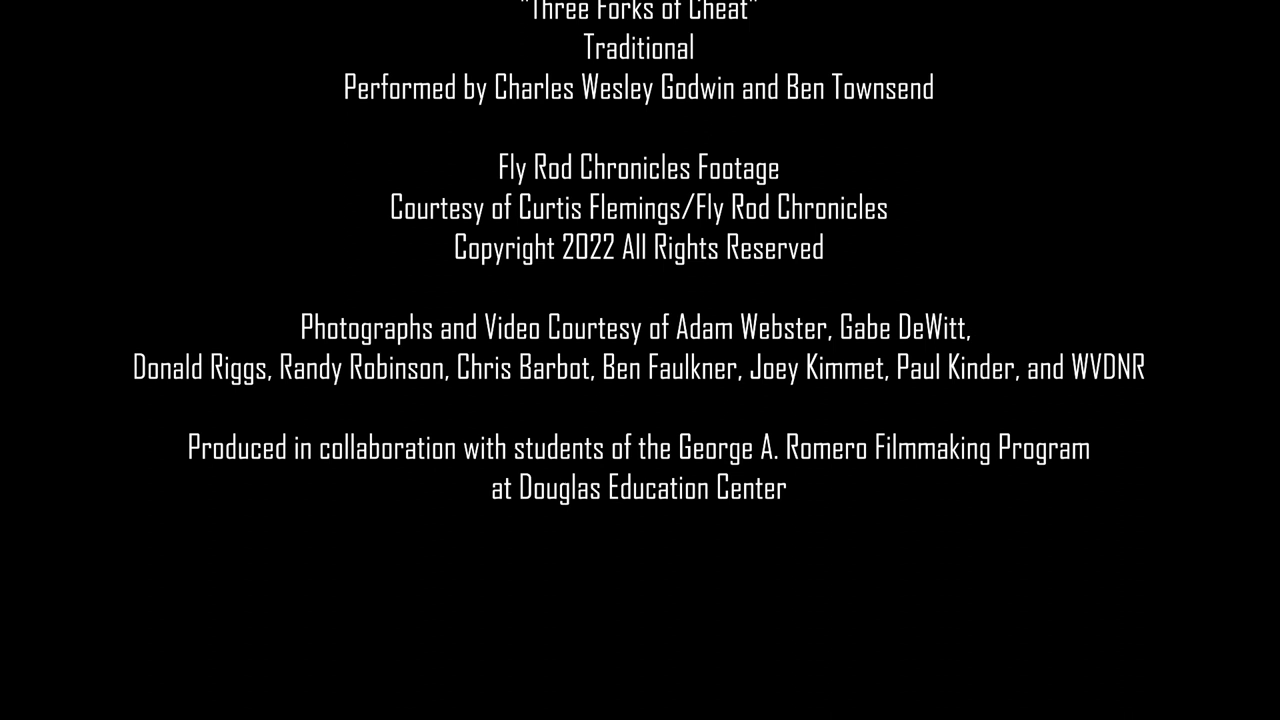 "Three Forks of Cheat"
Traditional
Performed by Charles Wesley Godwin and Ben Townsend
Fly Rod Chronicles Footage
Courtesy of Curtis Flemings/Fly Rod Chronicles
Copyright 2022 All Rights Reserved
Photographs and Video Courtesy of Adam Webster, Gabe DeWitt,
Donald Riggs, Randy Robinson, Chris Barbot, Ben Faulkner, Joey Kimmet, Paul Kinder, and WVDNR
Produced in collaboration with students of the George A. Romero Filmmaking Program
at Douglas Education Center